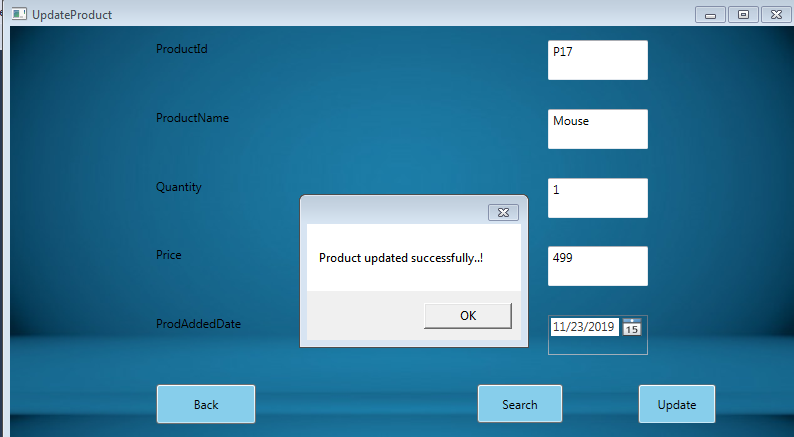 UpdateProduct
ProductId
P17
ProductName
Mouse
Quantity
1
Product updated successfully..!
Price
499
OK
ProdAddedDate
11/23/2019
15
Back
Search
Update